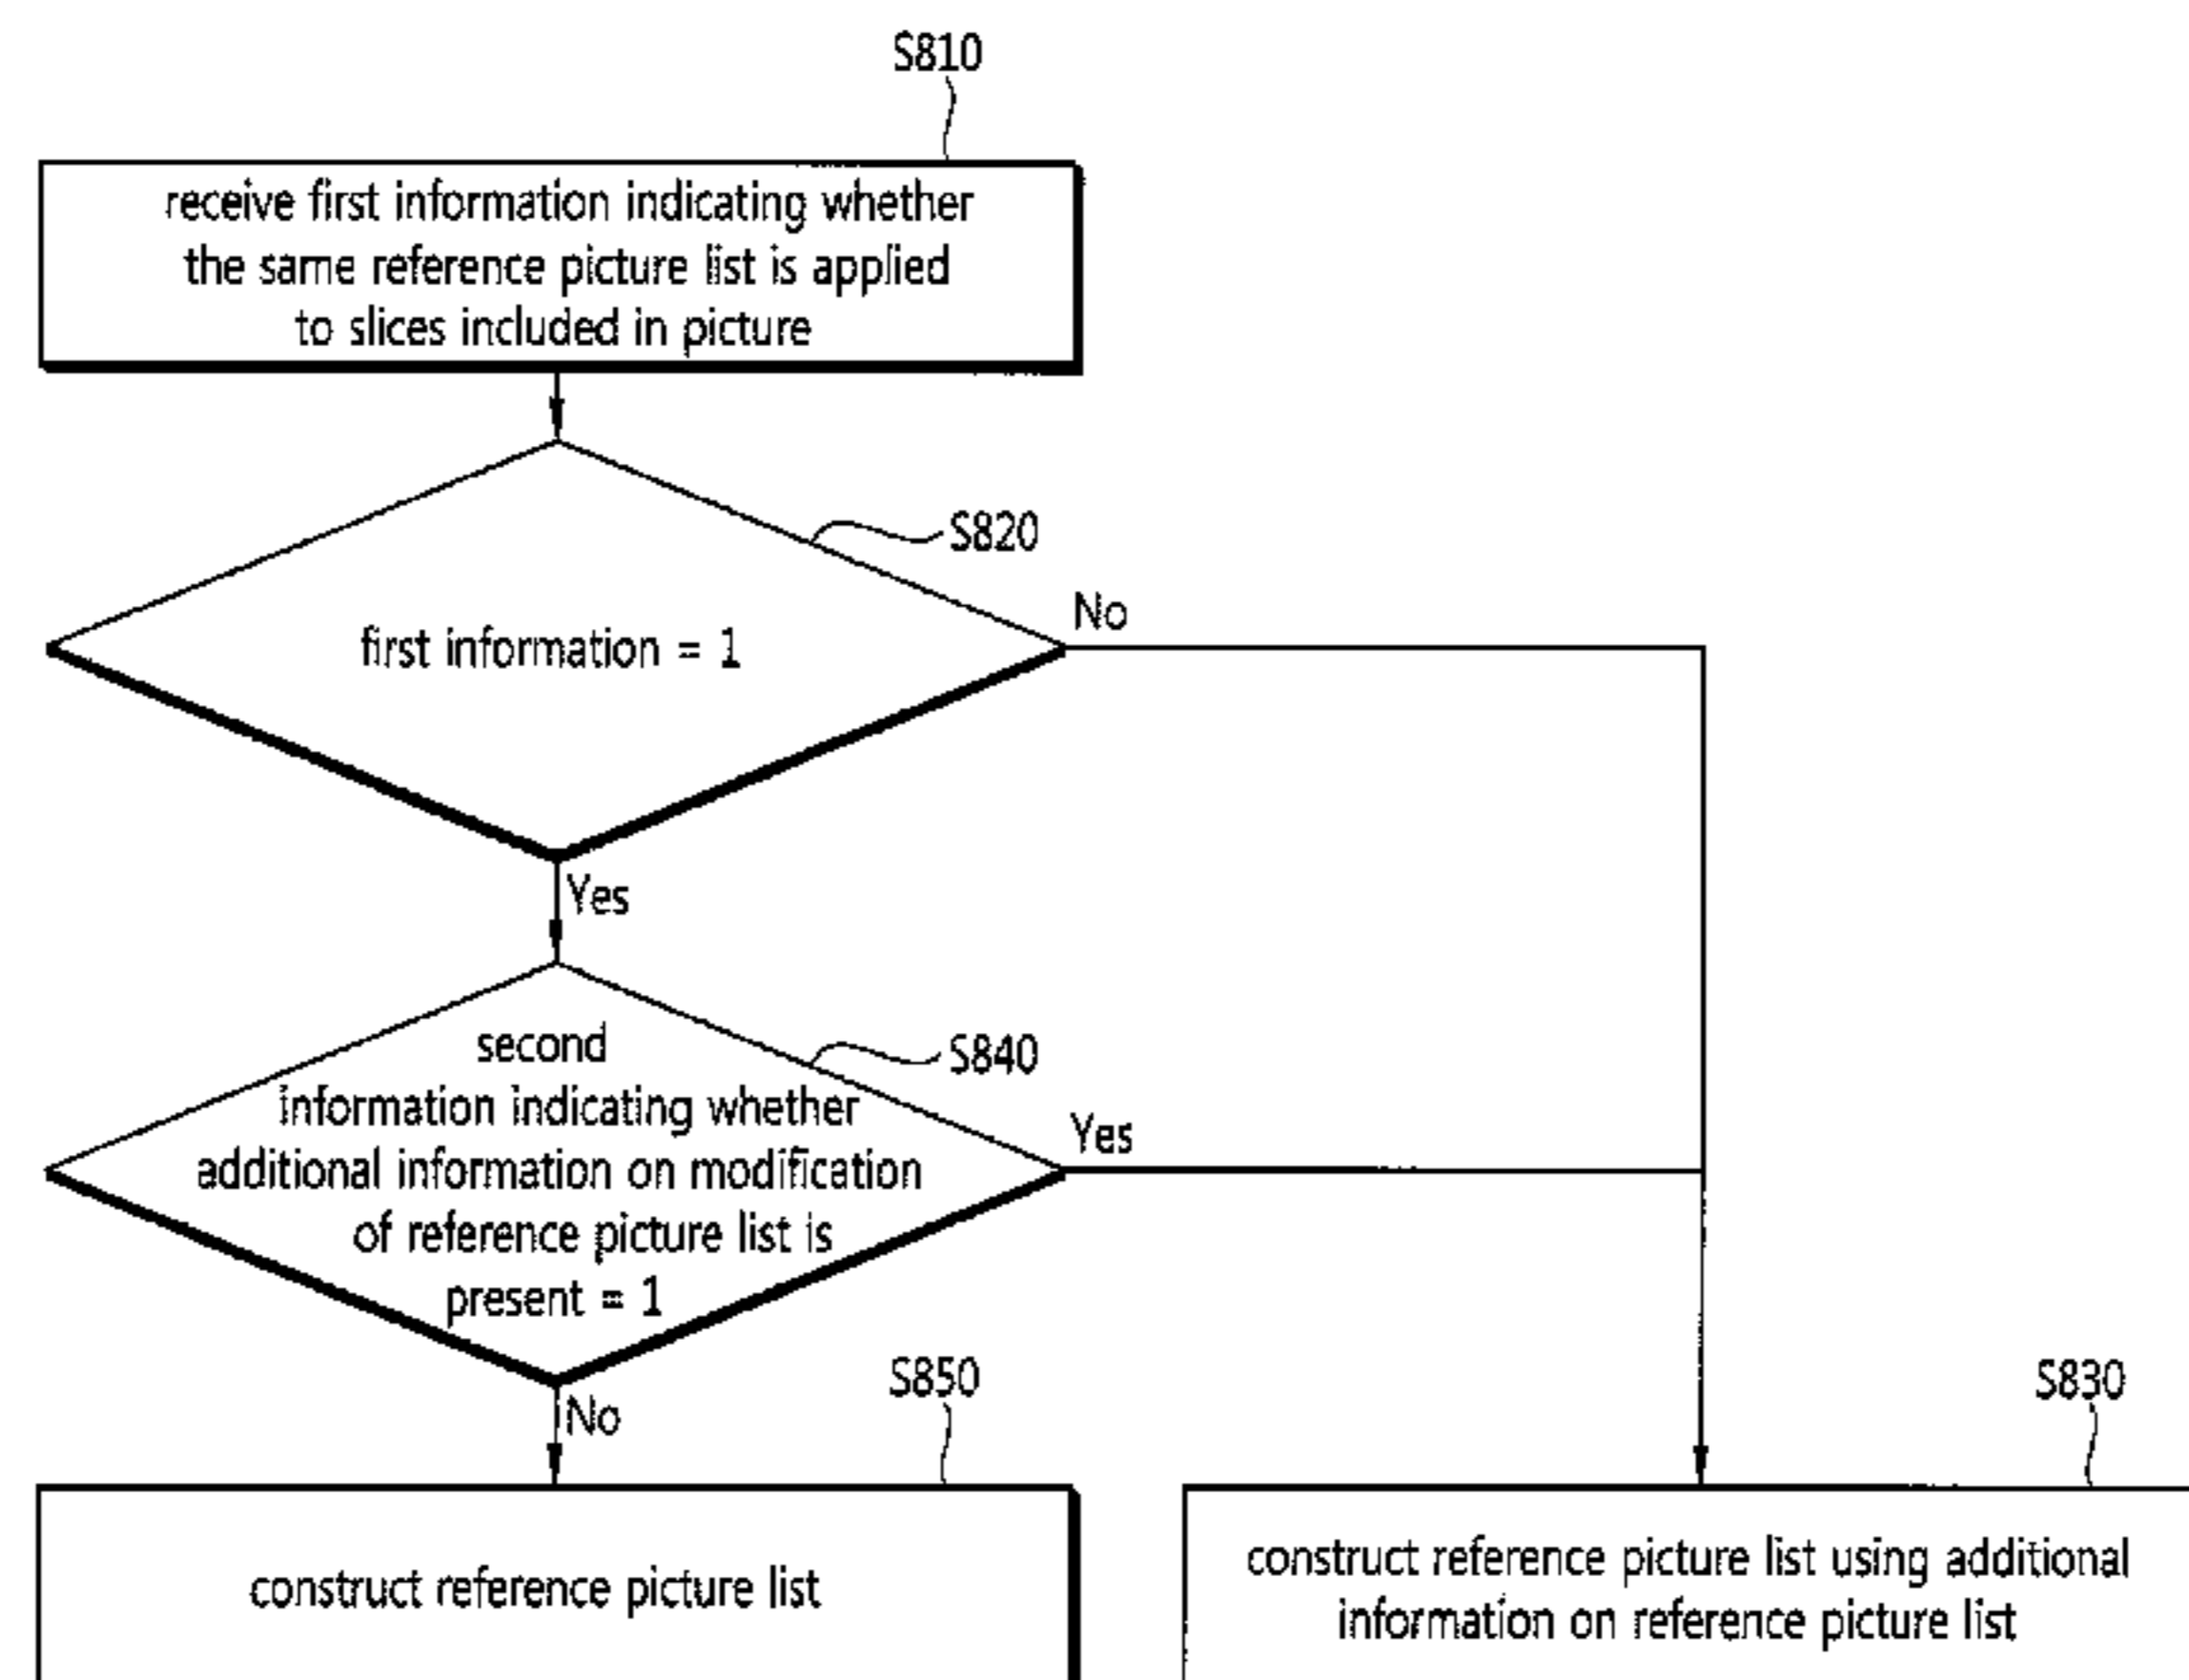 S810
receive first information indicating whether
the same reference picture list is applied
to slices included in picture
S820
No
first information = 1
Yes
second
S840
information indicating whether
Yes
additional information on modification
of reference picture list is
present = 1
S850
S830
No
construct reference picture list
construct reference picture list using additional
information on reference picture list